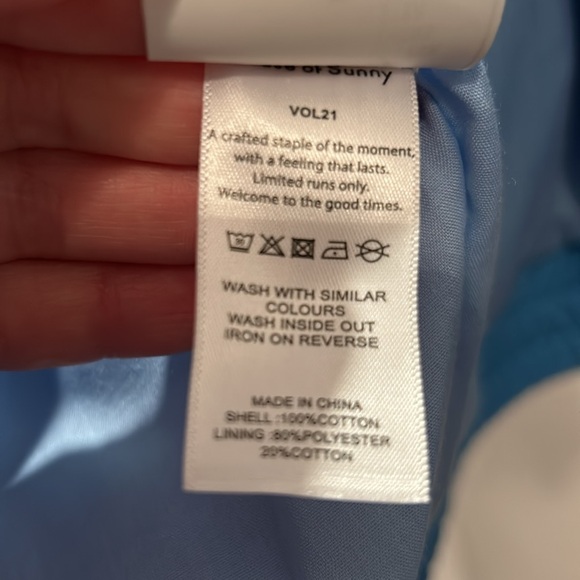 of Sunny
VOL21
A crafted staple of the moment,
with a feeling that lasts.
Limited runs only.
Welcome to the good times.
WASH WITH SIMILAR
COLOURS
WASH INSIDE OUT
IRON ON REVERSE
MADE IN CHINA
SHELL :100%COTTON
LINING :80%POLYESTER
20%COTTON